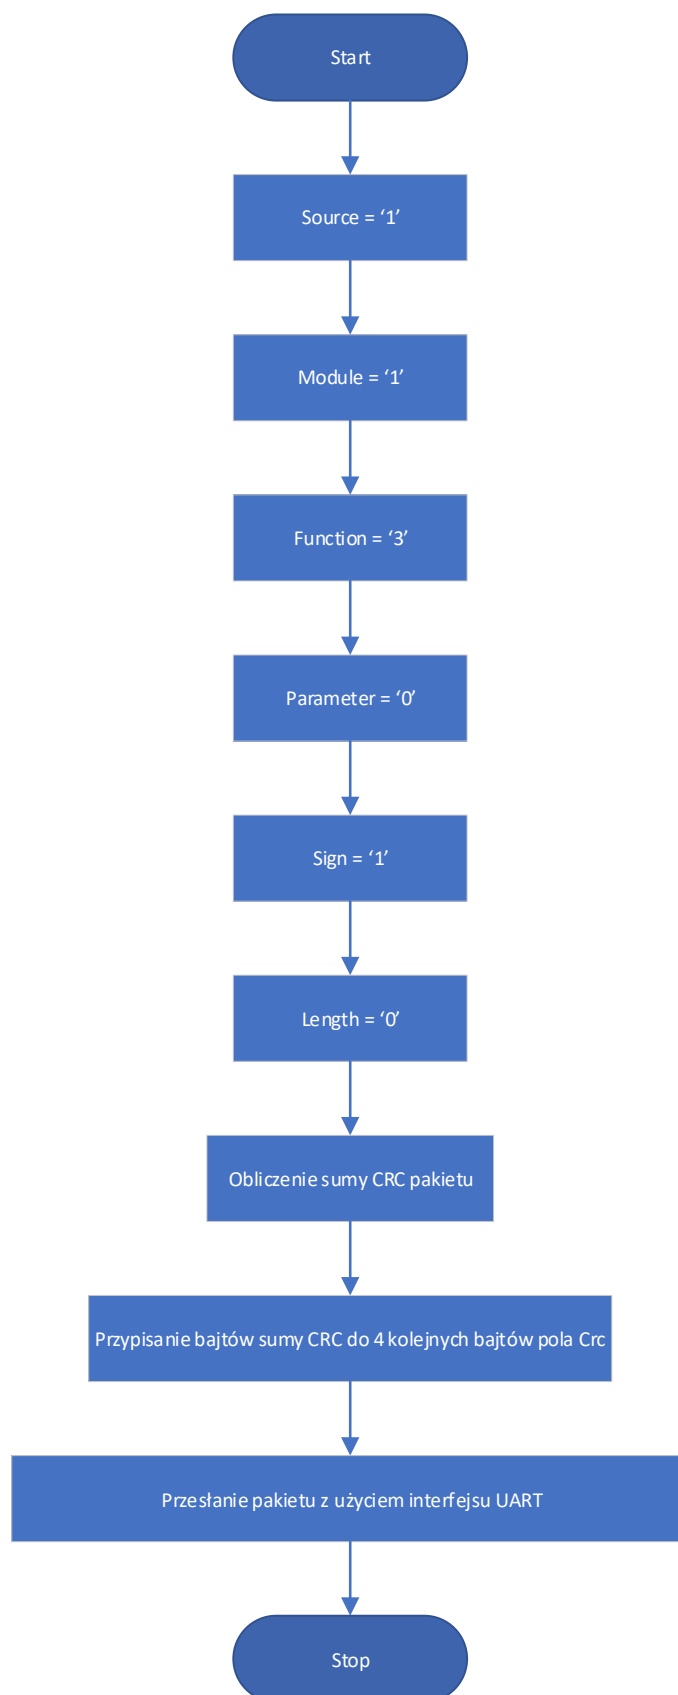 Start
Source = ‘1’
Module = ‘1’
Function = ‘3’
Parameter = ‘0’
Sign = ‘1’
Length = ‘0’
Obliczenie sumy CRC pakietu
Przypisanie bajtów sumy CRC do 4 kolejnych bajtów pola Crc
Przesłanie pakietu z użyciem interfejsu UART
Stop